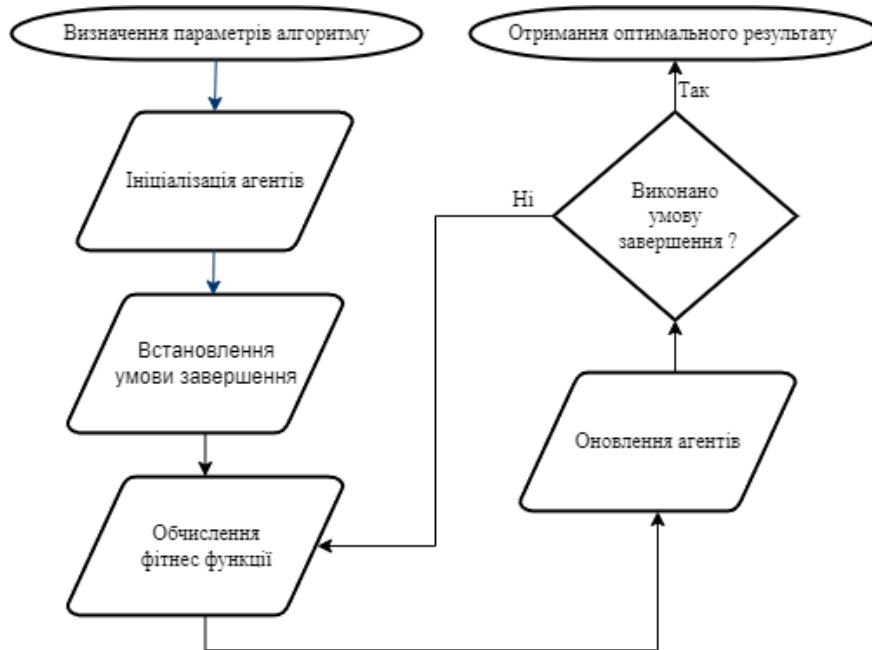 Визначення параметрів алгоритму
Ініціалізація агентів
Встановлення
умови завершення
Обчислення
фітнес функції
Оновлення агентів
Виконано
умову
завершення ?
Ні
Так
Отримання оптимального результату